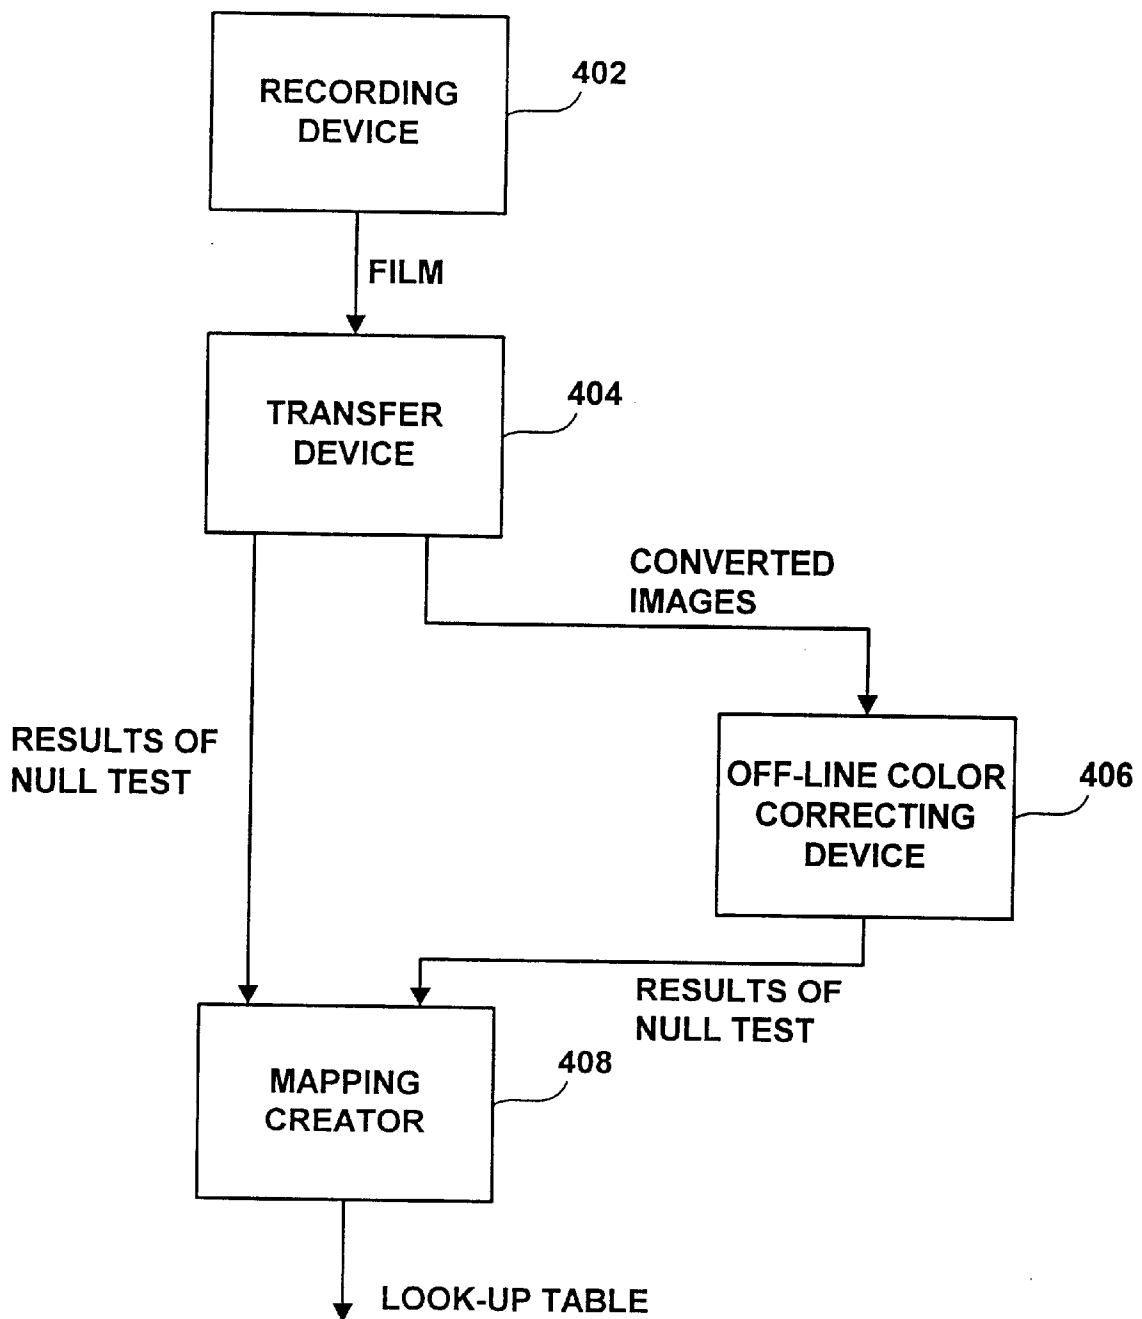 RECORDING
DEVICE
402
FILM
TRANSFER
DEVICE
404
CONVERTED
IMAGES
RESULTS OF
NULL TEST
OFF-LINE COLOR
CORRECTING
DEVICE
406
RESULTS OF
NULL TEST
MAPPING
CREATOR
408
LOOK-UP TABLE